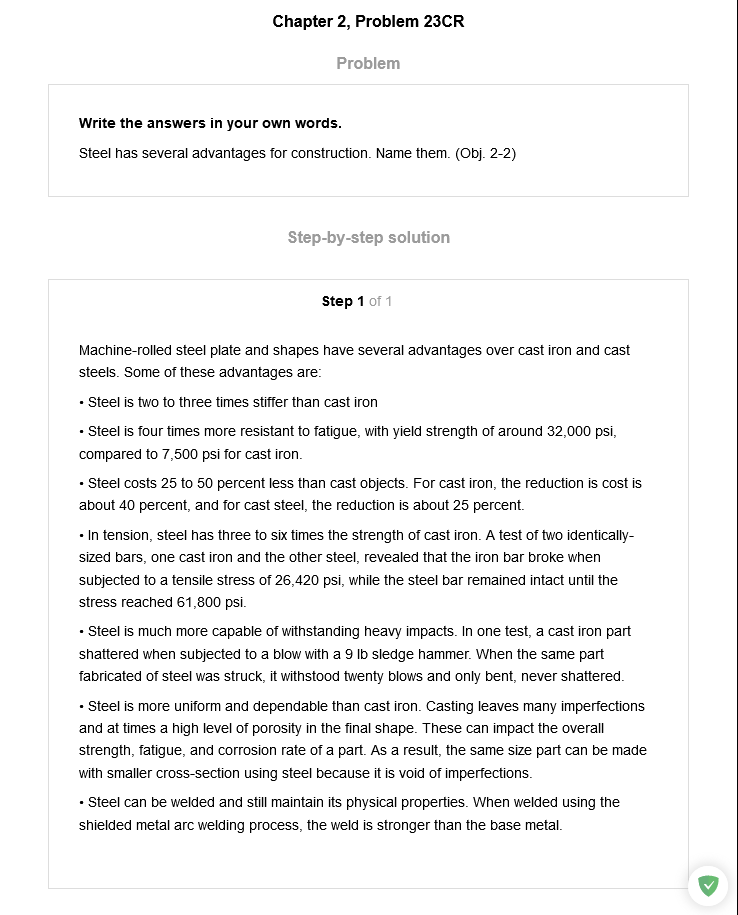 Chapter 2, Problem 23CR
Problem
Write the answers in your own words.
Steel has several advantages for construction. Name them. (Obj. 2-2)
Step-by-step solution
Step 1 of 1
Machine-rolled steel plate and shapes have several advantages over cast iron and cast
steels. Some of these advantages are:
• Steel is two to three times stiffer than cast iron
• Steel is four times more resistant to fatigue, with yield strength of around 32,000 psi,
compared to 7,500 psi for cast iron.
• Steel costs 25 to 50 percent less than cast objects. For cast iron, the reduction is cost is
about 40 percent, and for cast steel, the reduction is about 25 percent.
• In tension, steel has three to six times the strength of cast iron. A test of two identically-
sized bars, one cast iron and the other steel, revealed that the iron bar broke when
subjected to a tensile stress of 26,420 psi, while the steel bar remained intact until the
stress reached 61,800 psi.
• Steel is much more capable of withstanding heavy impacts. In one test, a cast iron part
shattered when subjected to a blow with a 9 lb sledge hammer. When the same part
fabricated of steel was struck, it withstood twenty blows and only bent, never shattered.
• Steel is more uniform and dependable than cast iron. Casting leaves many imperfections
and at times a high level of porosity in the final shape. These can impact the overall
strength, fatigue, and corrosion rate of a part. As a result, the same size part can be made
with smaller cross-section using steel because it is void of imperfections.
• Steel can be welded and still maintain its physical properties. When welded using the
shielded metal arc welding process, the weld is stronger than the base metal.